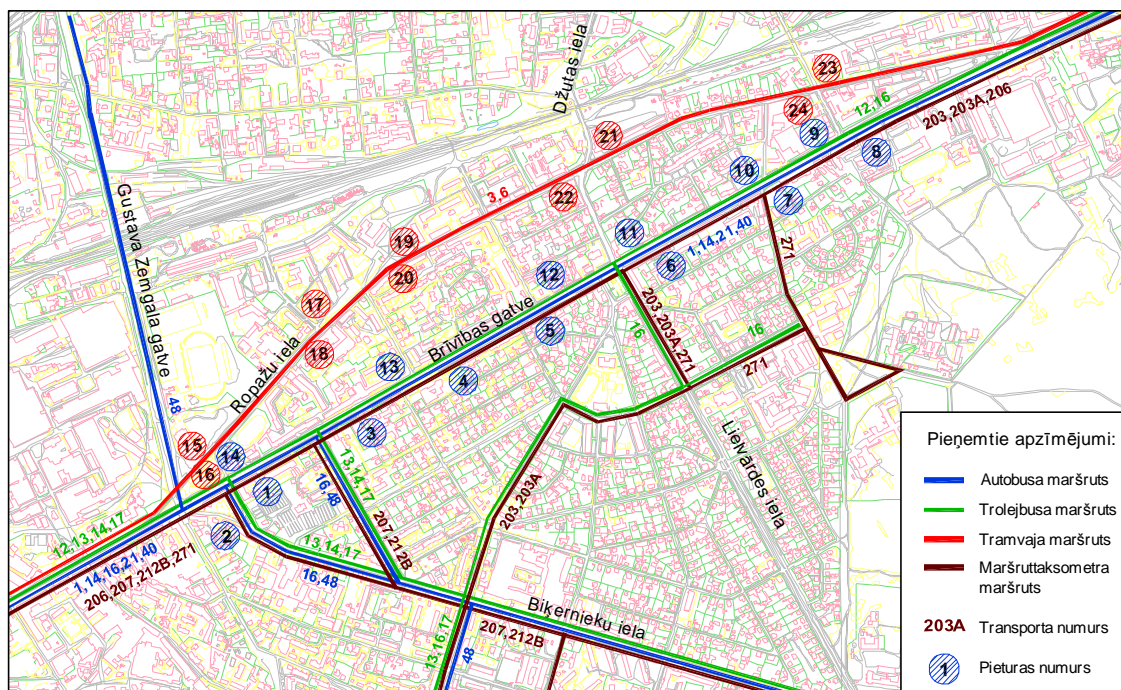 Džutas iela
23
24
9
12,16
203,203A,206
8
21
10
7
22
3,6
11
1,14,21,40
6
271
19
20
12
Gustava Zemgala gatve
17
Brīvības gatve
5
203,203A,271
16
16
271
18
13
4
Ropažu iela
48
3
15
14
16
13,14,17
16,48
1
Lielvārdes iela
203,203A
207,212B
2
12,13,14,17
13,14,17
1,14,16,21,40
16,48
206,207,212B,271
Biķernieku iela
207,212B
13,16,17
48
Pieņemtie apzīmējumi:
Autobusa maršruts
Trolejbusa maršruts
Tramvaja maršruts
Maršruttaksometra
maršruts
203A Transporta numurs
1 Pieturas numurs